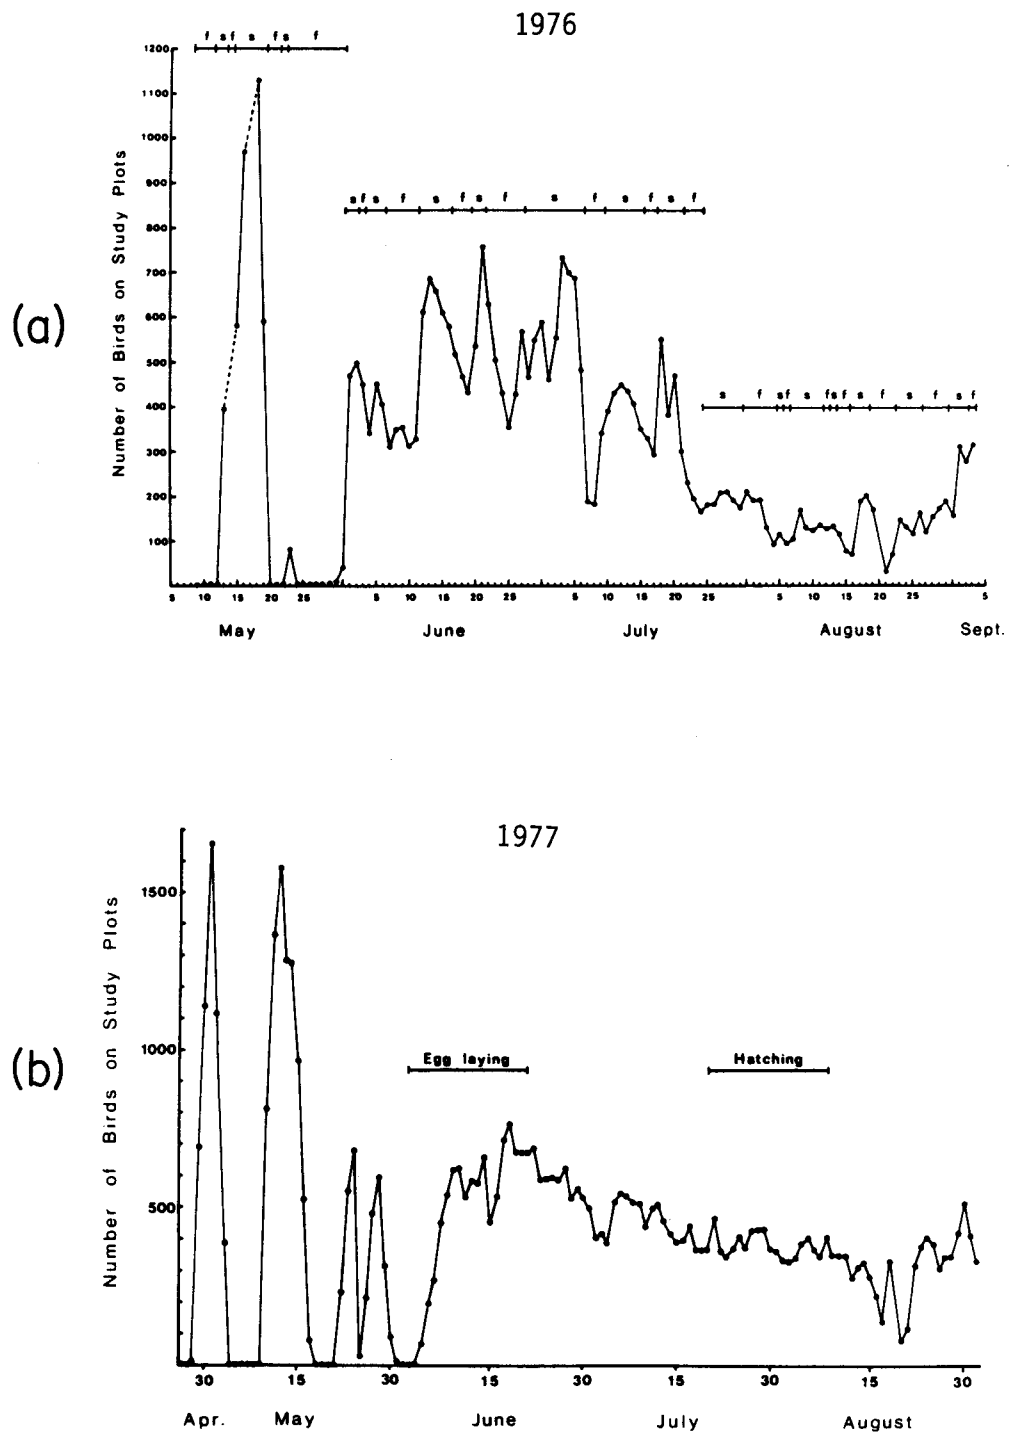 1976
f s f s f s f
1200
1100
1000
900
800
700
600
500
400
300
200
100
Number of Birds on Study Plots
(a)
s f s f s f s f s f s f s f
s f s f s f s f s f s f s f
5 10 15 20 25 5 10 15 20 25 5 10 15 20 25 5 10 15 20 25 5
May June July August Sept.
1977
1500
1000
500
Number of Birds on Study Plots
(b)
Egg laying Hatching
30 15 30 15 30 15 30 15 30
Apr. May June July August